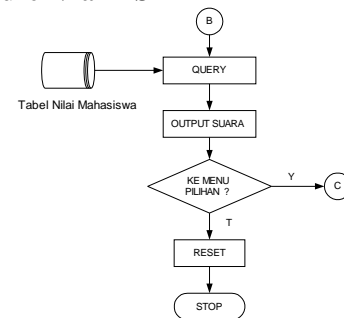 B
QUERY
Tabel Nilai Mahasiswa
OUTPUT SUARA
KE MENU
PILIHAN ?
Y
C
T
RESET
STOP